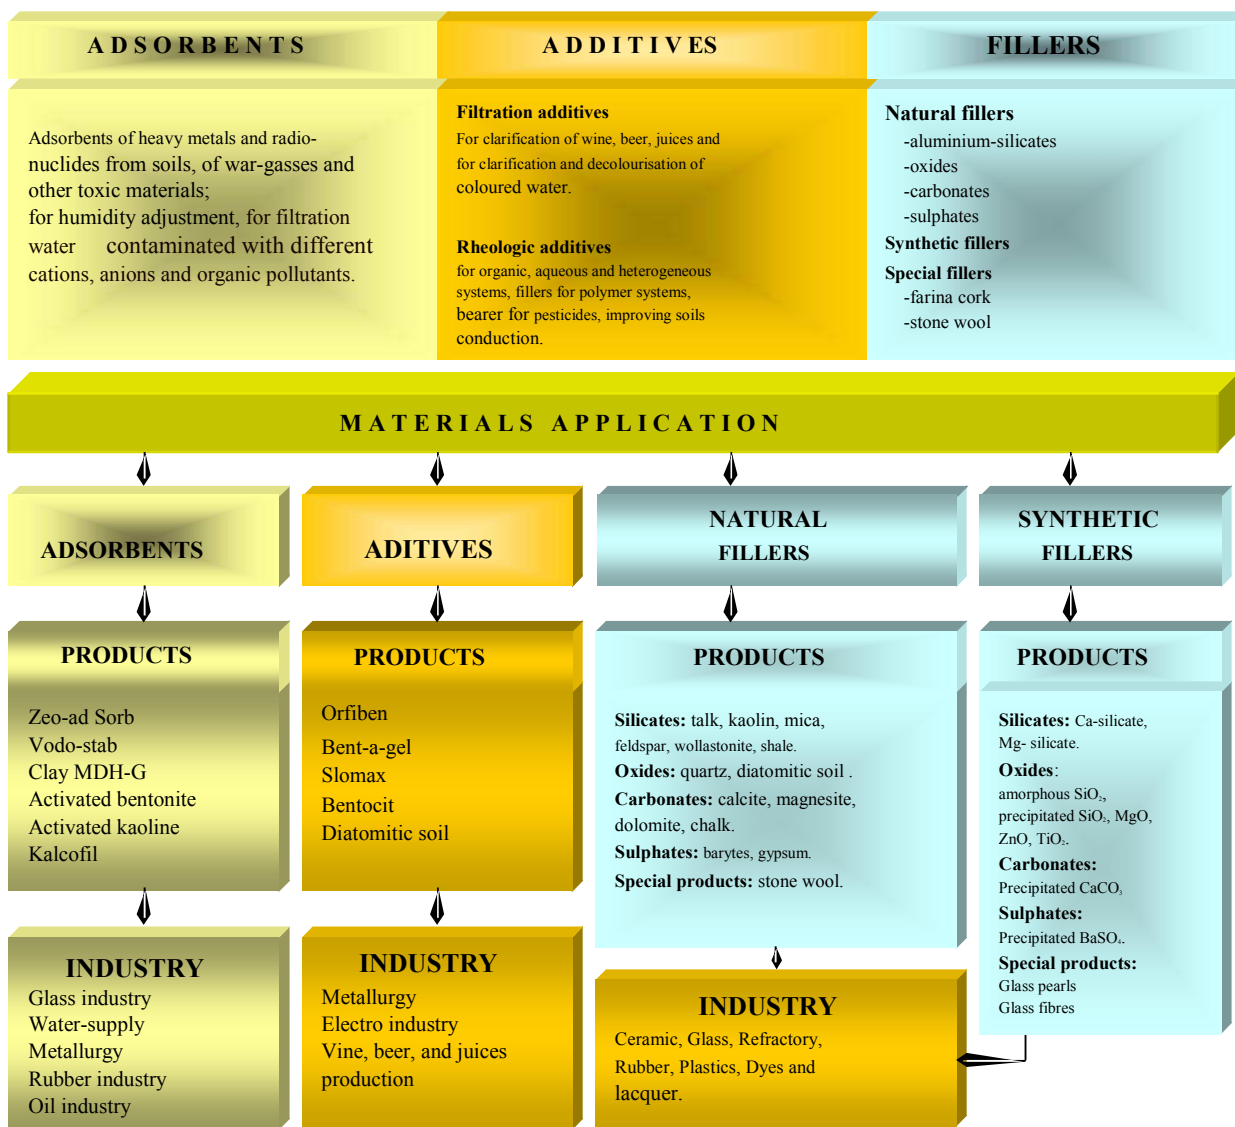 ADSORBENTS
Adsorbents of heavy metals and radio-
nuclides from soils, of war-gasses and
other toxic materials;
for humidity adjustment, for filtration
water contaminated with different
cations, anions and organic pollutants.
ADDITIVES
Filtration additives
For clarification of wine, beer, juices and
for clarification and decolourisation of
coloured water.
Rheologic additives
for organic, aqueous and heterogeneous
systems, fillers for polymer systems,
bearer for pesticides, improving soils
conduction.
FILLERS
Natural fillers
-aluminium-silicates
-oxides
-carbonates
-sulphates
Synthetic fillers
Special fillers
-farina cork
-stone wool
MATERIALS APPLICATION
ADSORBENTS
PRODUCTS
Zeo-ad Sorb
Vodo-stab
Clay MDH-G
Activated bentonite
Activated kaoline
Kalcofil
INDUSTRY
Glass industry
Water-supply
Metallurgy
Rubber industry
Oil industry
ADITIVES
PRODUCTS
Orfiben
Bent-a-gel
Slomax
Bentocit
Diatomitic soil
INDUSTRY
Metallurgy
Electro industry
Vine, beer, and juices
production
NATURAL
FILLERS
PRODUCTS
Silicates: talk, kaolin, mica,
feldspar, wollastonite, shale.
Oxides: quartz, diatomitic soil .
Carbonates: calcite, magnesite,
dolomite, chalk.
Sulphates: barytes, gypsum.
Special products: stone wool.
SYNTHETIC
FILLERS
PRODUCTS
Silicates: Ca-silicate,
Mg- silicate.
Oxides:
amorphous SiO₂,
precipitated SiO₂, MgO,
ZnO, TiO₂.
Carbonates:
Precipitated CaCO₃
Sulphates:
Precipitated BaSO₄.
Special products:
Glass pearls
Glass fibres
INDUSTRY
Ceramic, Glass, Refractory,
Rubber, Plastics, Dyes and
lacquer.